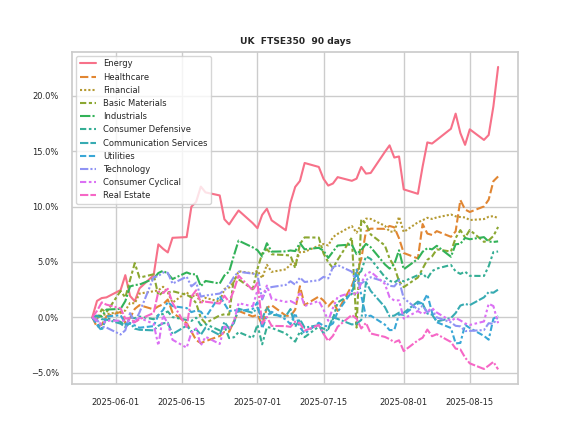 UK FTSE350 90 days
Energy
Healthcare
Financial
Basic Materials
Industrials
Consumer Defensive
Communication Services
Utilities
Technology
Consumer Cyclical
Real Estate
20.0%
15.0%
10.0%
5.0%
0.0%
−5.0%
2025-06-01 2025-06-15 2025-07-01 2025-07-15 2025-08-01 2025-08-15